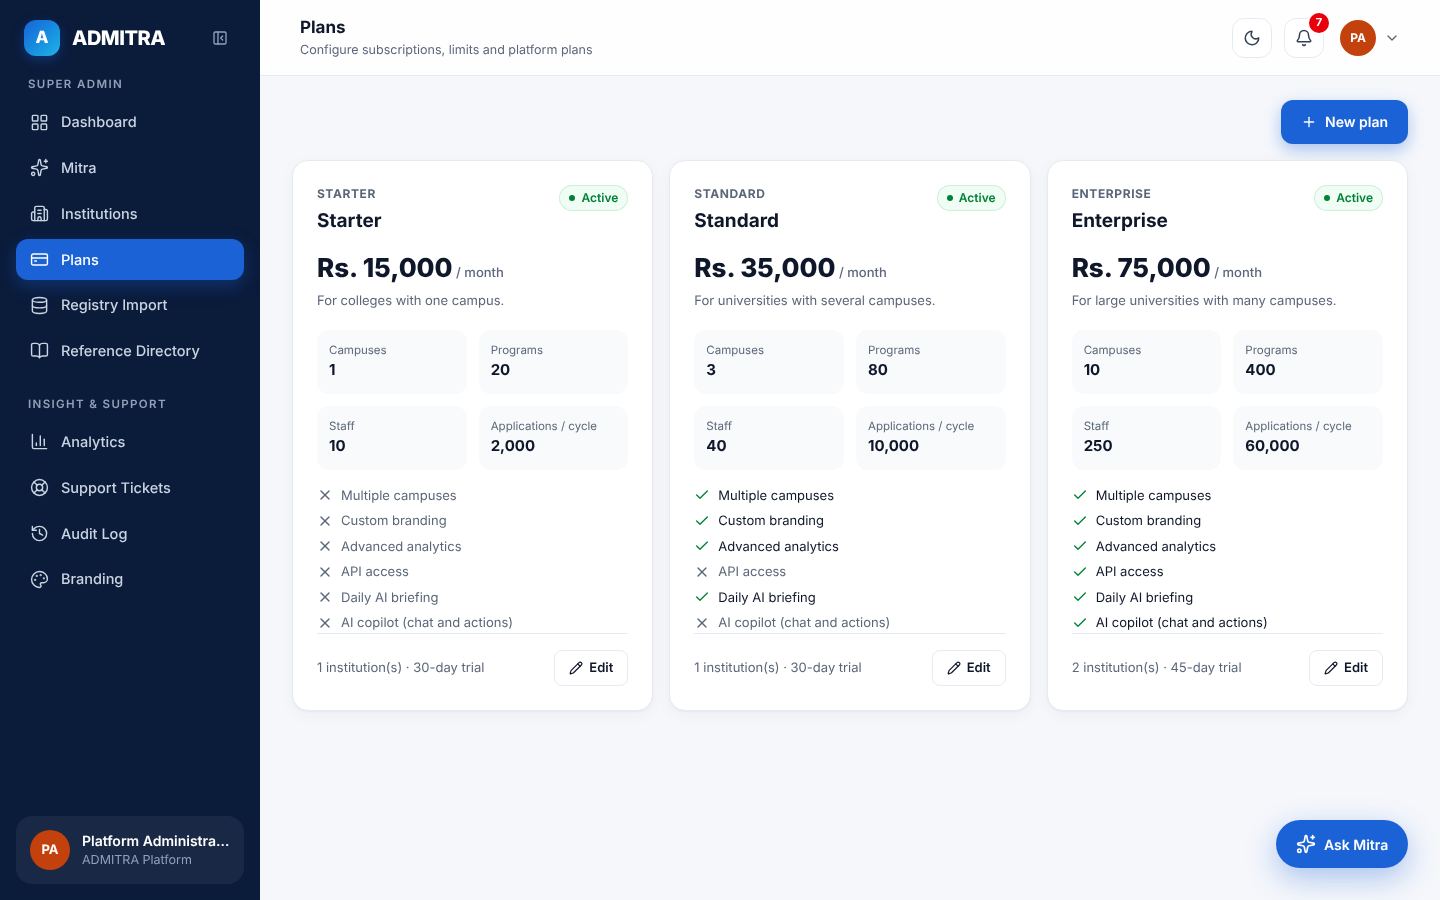 A ADMITRA
SUPER ADMIN
Dashboard
Mitra
Institutions
Plans
Registry Import
Reference Directory
INSIGHT & SUPPORT
Analytics
Support Tickets
Audit Log
Branding
PA Platform Administra...
ADMITRA Platform
Plans
Configure subscriptions, limits and platform plans
7
PA
New plan
STARTER
Active
Starter
Rs. 15,000 / month
For colleges with one campus.
Campuses
1
Programs
20
Staff
10
Applications / cycle
2,000
Multiple campuses
Custom branding
Advanced analytics
API access
Daily AI briefing
AI copilot (chat and actions)
1 institution(s) · 30-day trial
Edit
STANDARD
Active
Standard
Rs. 35,000 / month
For universities with several campuses.
Campuses
3
Programs
80
Staff
40
Applications / cycle
10,000
Multiple campuses
Custom branding
Advanced analytics
API access
Daily AI briefing
AI copilot (chat and actions)
1 institution(s) · 30-day trial
Edit
ENTERPRISE
Active
Enterprise
Rs. 75,000 / month
For large universities with many campuses.
Campuses
10
Programs
400
Staff
250
Applications / cycle
60,000
Multiple campuses
Custom branding
Advanced analytics
API access
Daily AI briefing
AI copilot (chat and actions)
2 institution(s) · 45-day trial
Edit
Ask Mitra